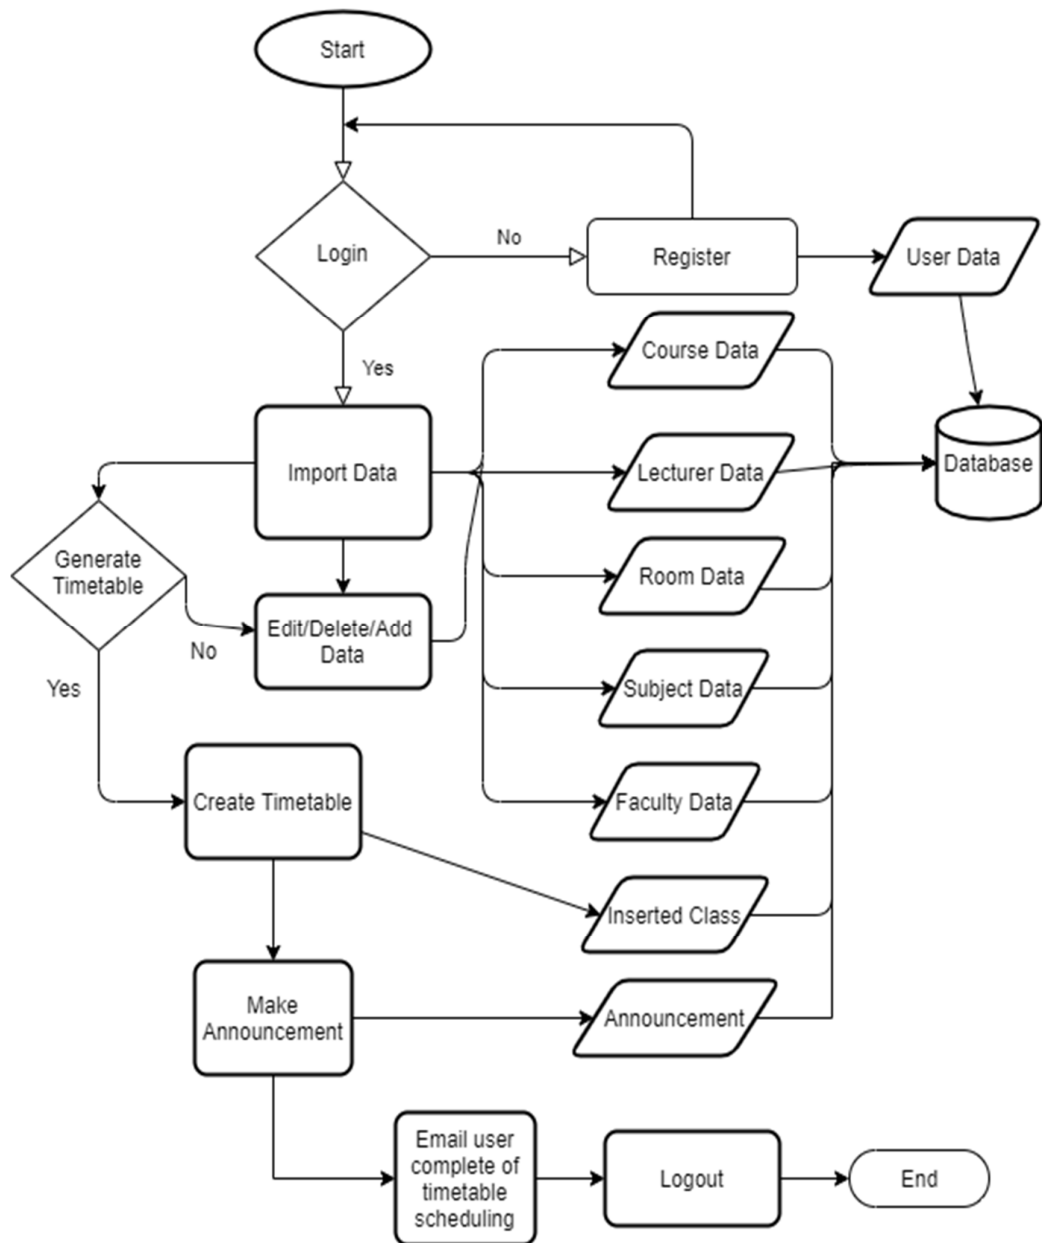 Start
Login
No
Register
User Data
Yes
Course Data
Import Data
Lecturer Data
Database
Generate
Timetable
Room Data
No
Edit/Delete/Add
Data
Yes
Subject Data
Create Timetable
Faculty Data
Inserted Class
Make
Announcement
Announcement
Email user
complete of
timetable
scheduling
Logout
End